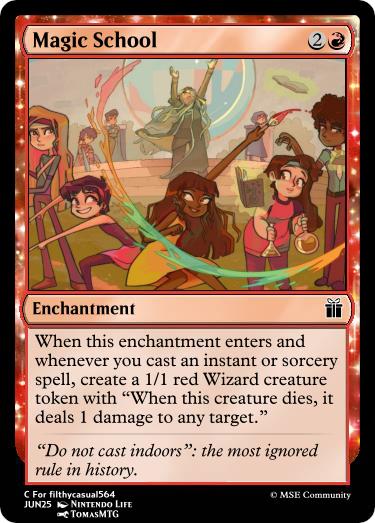 Magic School 2
Enchantment
When this enchantment enters and
whenever you cast an instant or sorcery
spell, create a 1/1 red Wizard creature
token with “When this creature dies, it
deals 1 damage to any target.”
“Do not cast indoors”: the most ignored
rule in history.
C For filthycasual564
JUN25 Nintendo Life
TomasMTG
© MSE Community